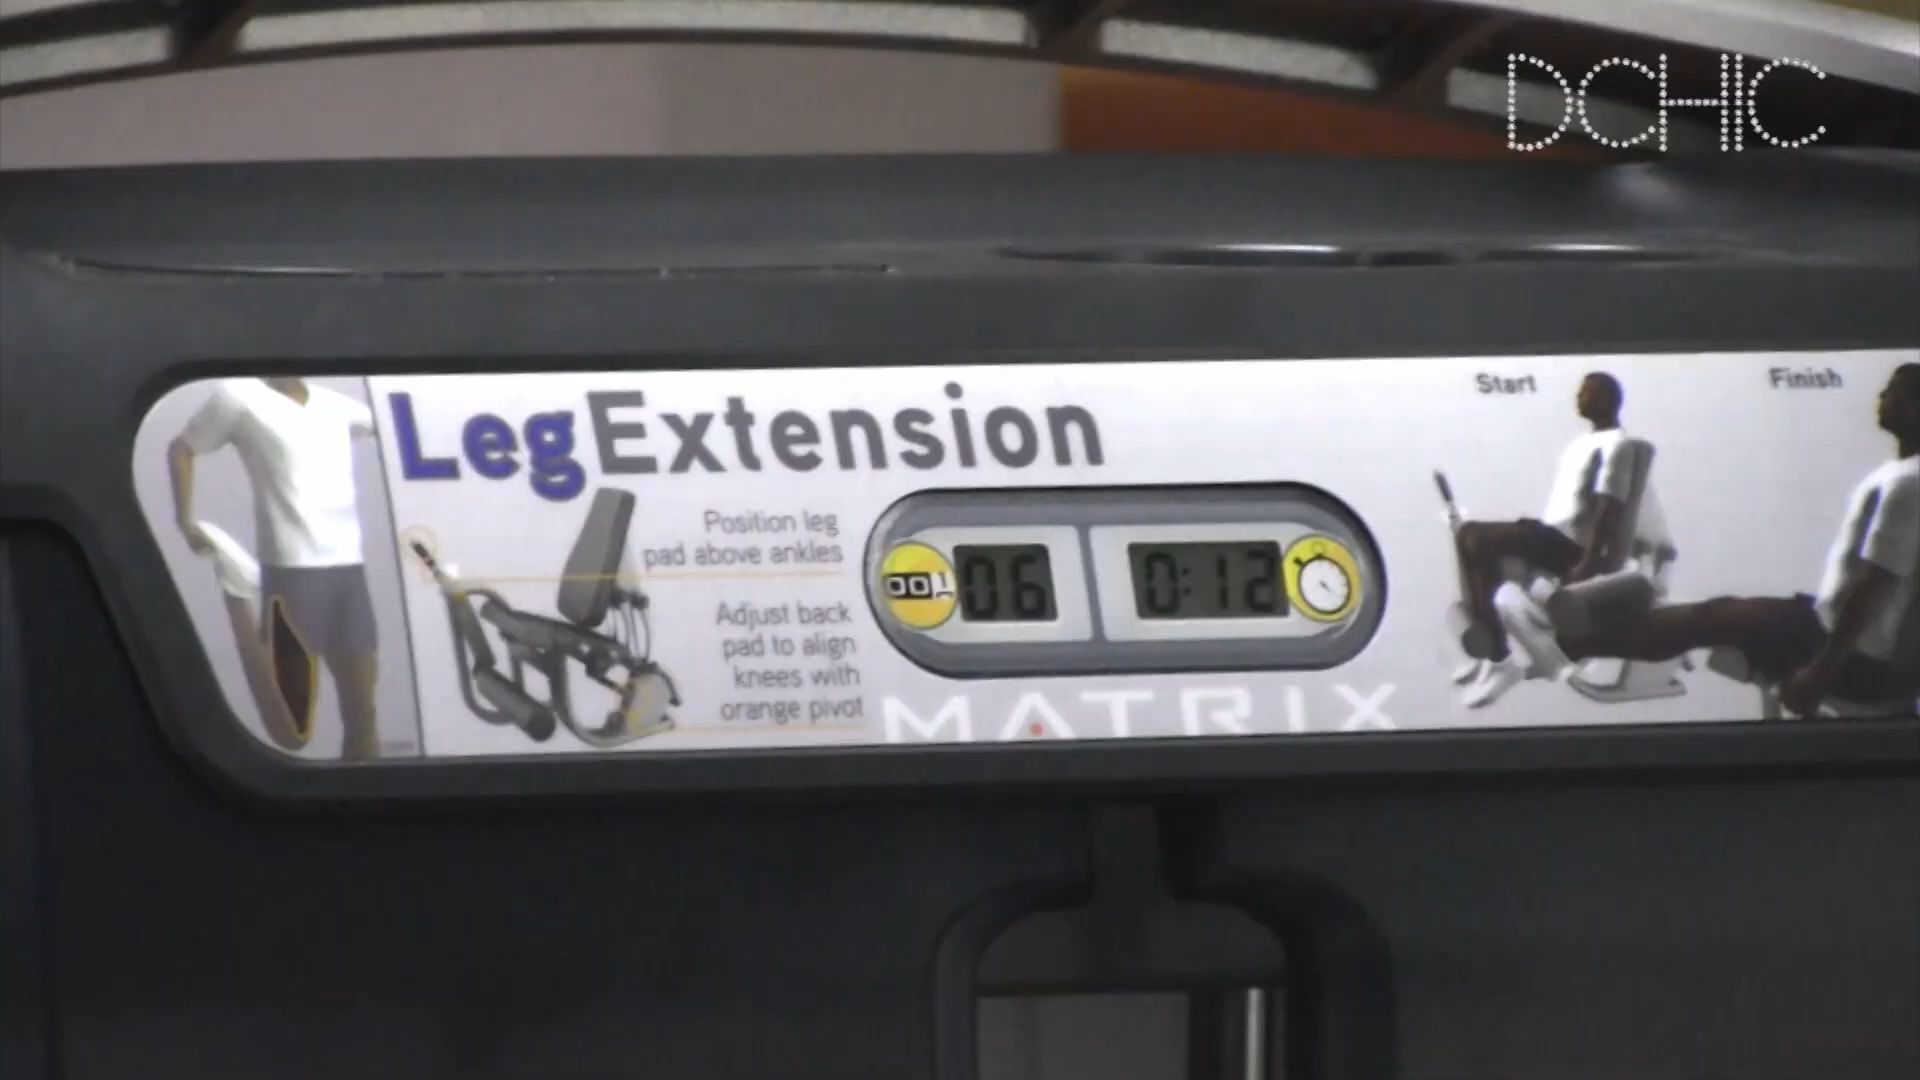 DCHIC
Start
Finish
LegExtension
Position leg
pad above ankles
06
0:12
Adjust back
pad to align
knees with
orange pivot
MATRIX